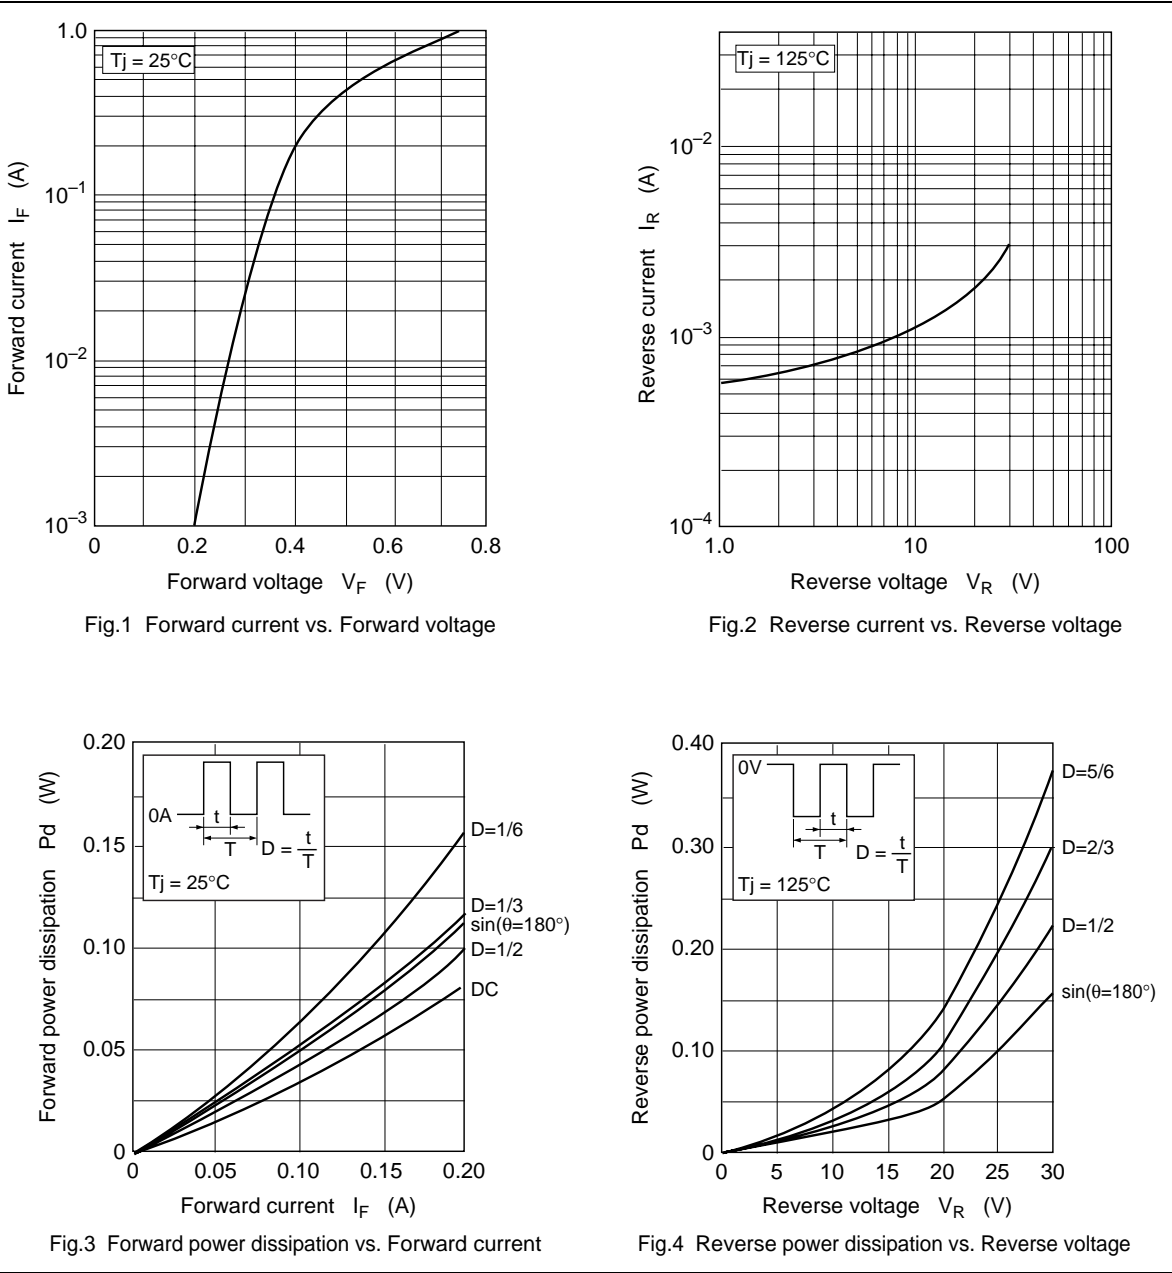 1.0
Tj = 25°C
10–1
10–2
10–3
0 0.2 0.4 0.6 0.8
Forward current IF (A)
Forward voltage VF (V)
Fig.1 Forward current vs. Forward voltage
Tj = 125°C
10–2
10–3
10–4
1.0 10 100
Reverse current IR (A)
Reverse voltage VR (V)
Fig.2 Reverse current vs. Reverse voltage
0.20
0.15
0.10
0.05
0
0 0.05 0.10 0.15 0.20
0A
t
T
D = t/T
Tj = 25°C
D=1/6
D=1/3
sin(θ=180°)
D=1/2
DC
Forward power dissipation Pd (W)
Forward current IF (A)
Fig.3 Forward power dissipation vs. Forward current
0.40
0.30
0.20
0.10
0
0 5 10 15 20 25 30
0V
t
T
D = t/T
Tj = 125°C
D=5/6
D=2/3
D=1/2
sin(θ=180°)
Reverse power dissipation Pd (W)
Reverse voltage VR (V)
Fig.4 Reverse power dissipation vs. Reverse voltage